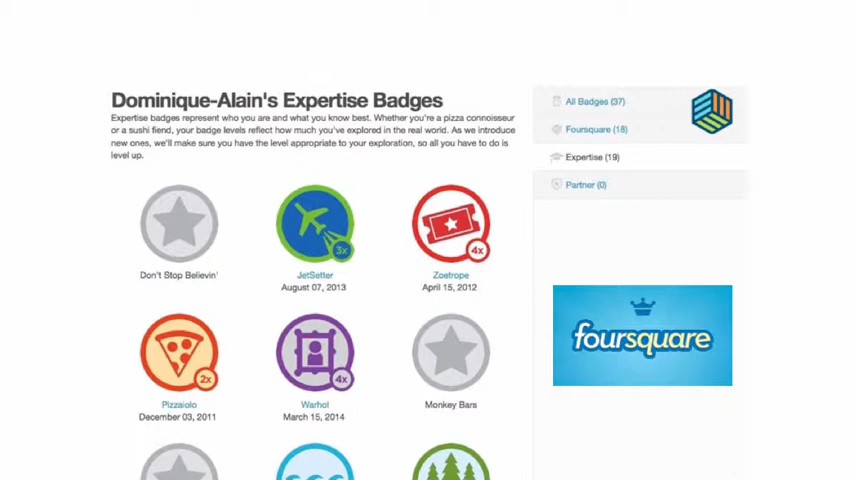 Dominique-Alain's Expertise Badges
Expertise badges represent who you are and what you know best. Whether you're a pizza connoisseur
or a sushi fiend, your badge levels reflect how much you've explored in the real world. As we introduce
new ones, we'll make sure you have the level appropriate to your exploration, so all you have to do is
level up.
All Badges (37)
Foursquare (18)
Expertise (19)
Partner (0)
3x
4x
Don't Stop Believin'
JetSetter
Zoetrope
August 07, 2013
April 15, 2012
foursquare
2x
4x
Pizzaiolo
Warhol
Monkey Bars
December 03, 2011
March 15, 2014